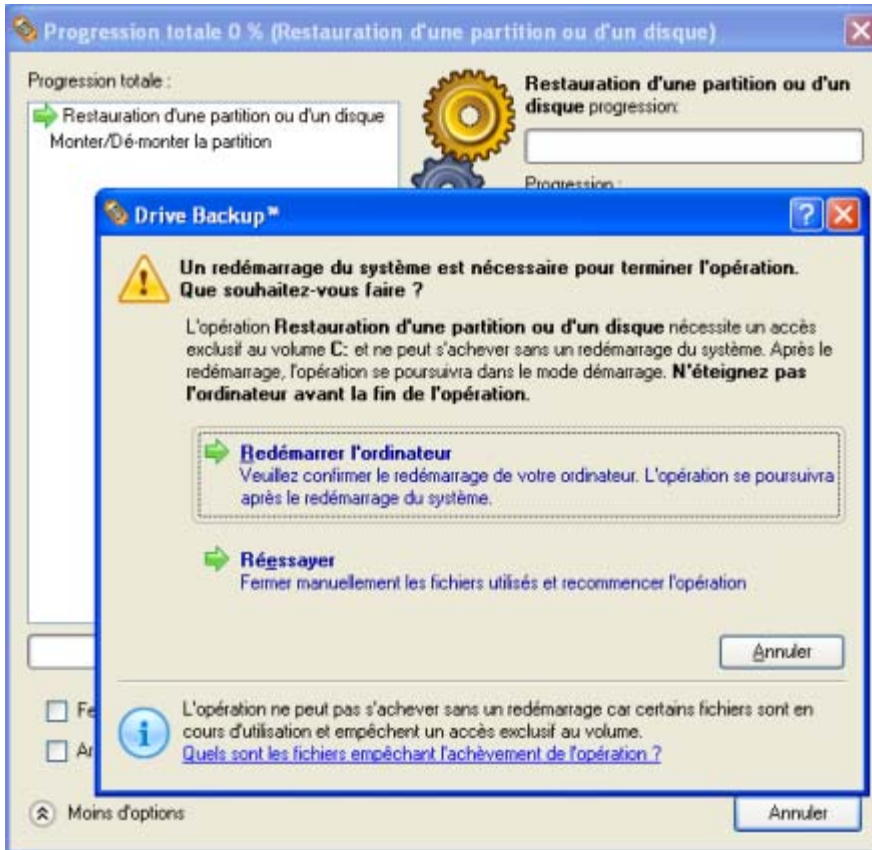 Progression totale 0 % (Restauration d'une partition ou d'un disque)
Progression totale :
Restauration d'une partition ou d'un disque
Monter/Dé-monter la partition
Restauration d'une partition ou d'un
disque progression:
Progression :
Drive Backup™
Un redémarrage du système est nécessaire pour terminer l'opération.
Que souhaitez-vous faire ?
L'opération Restauration d'une partition ou d'un disque nécessite un accès
exclusif au volume C: et ne peut s'achever sans un redémarrage du système. Après le
redémarrage, l'opération se poursuivra dans le mode démarrage. N'éteignez pas
l'ordinateur avant la fin de l'opération.
Redémarrer l'ordinateur
Veuillez confirmer le redémarrage de votre ordinateur. L'opération se poursuivra
après le redémarrage du système.
Réessayer
Fermer manuellement les fichiers utilisés et recommencer l'opération
Annuler
L'opération ne peut pas s'achever sans un redémarrage car certains fichiers sont en
cours d'utilisation et empêchent un accès exclusif au volume.
Quels sont les fichiers empêchant l'achèvement de l'opération ?
Fe
Ar
Moins d'options
Annuler